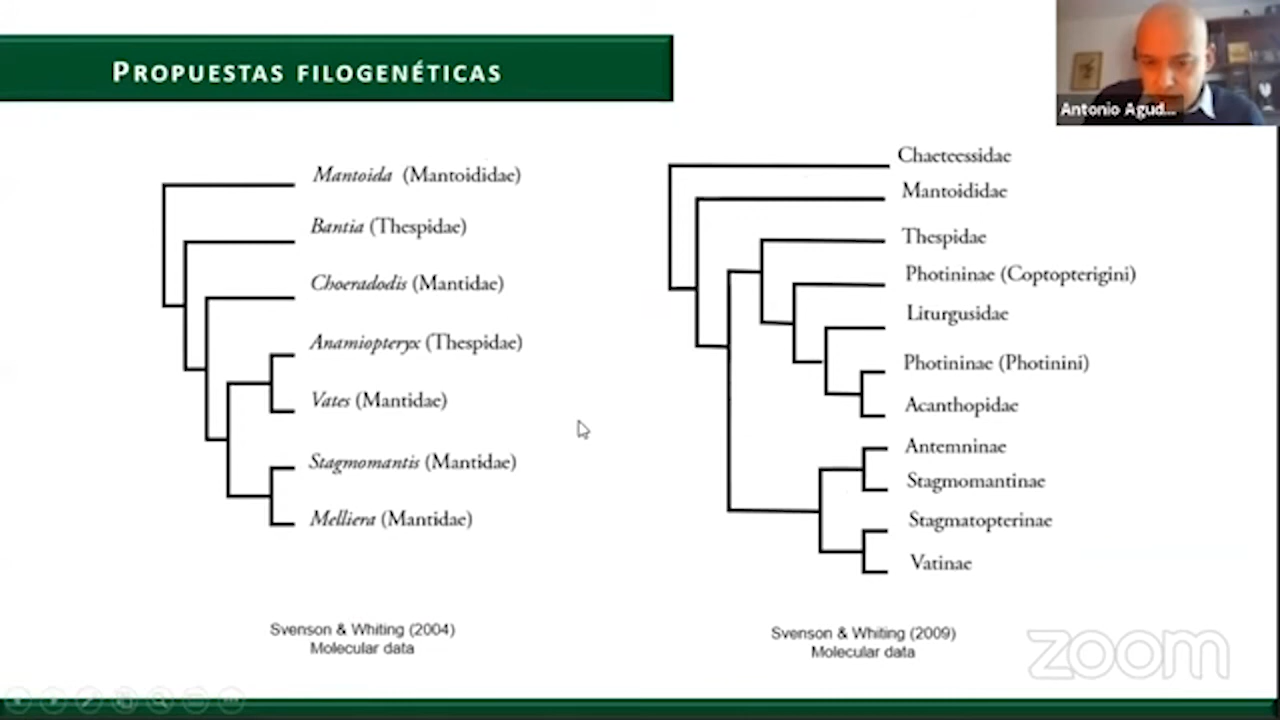 PROPUESTAS FILOGENÉTICAS
Antonio Agud...
Mantoida (Mantoididae)
Bantia (Thespidae)
Choeradodis (Mantidae)
Anamiopteryx (Thespidae)
Vates (Mantidae)
Stagmomantis (Mantidae)
Melliera (Mantidae)
Svenson & Whiting (2004)
Molecular data
Chaeteessidae
Mantoididae
Thespidae
Photininae (Coptopterigini)
Liturgusidae
Photininae (Photinini)
Acanthopidae
Antemninae
Stagmomantinae
Stagmatopterinae
Vatinae
Svenson & Whiting (2009)
Molecular data
zoom